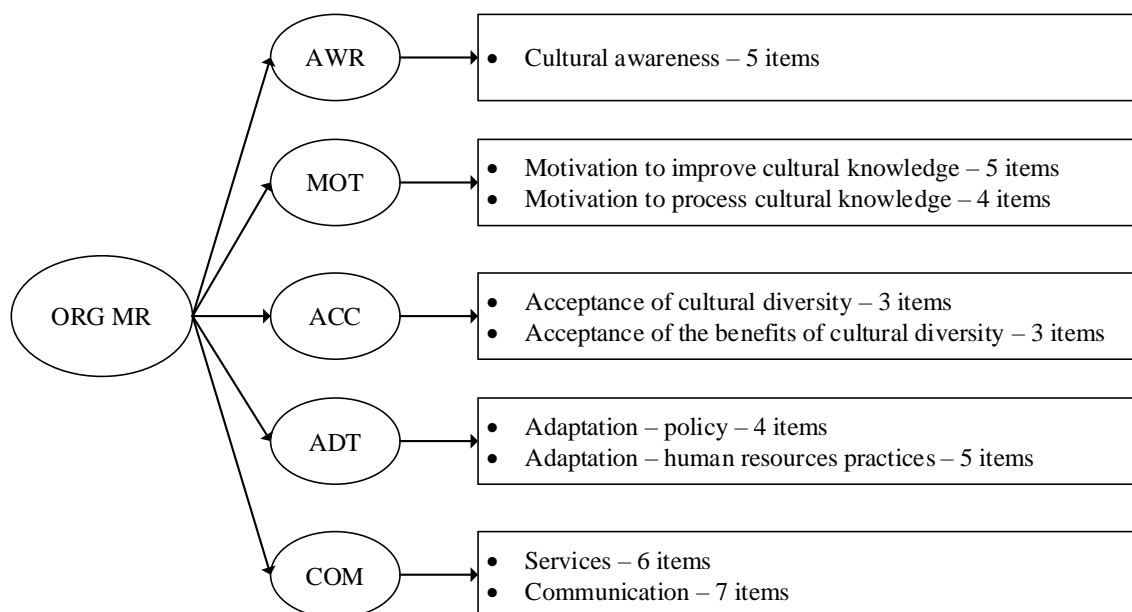 AWR
• Cultural awareness – 5 items
MOT
• Motivation to improve cultural knowledge – 5 items
• Motivation to process cultural knowledge – 4 items
ORG MR
ACC
• Acceptance of cultural diversity – 3 items
• Acceptance of the benefits of cultural diversity – 3 items
ADT
• Adaptation – policy – 4 items
• Adaptation – human resources practices – 5 items
COM
• Services – 6 items
• Communication – 7 items